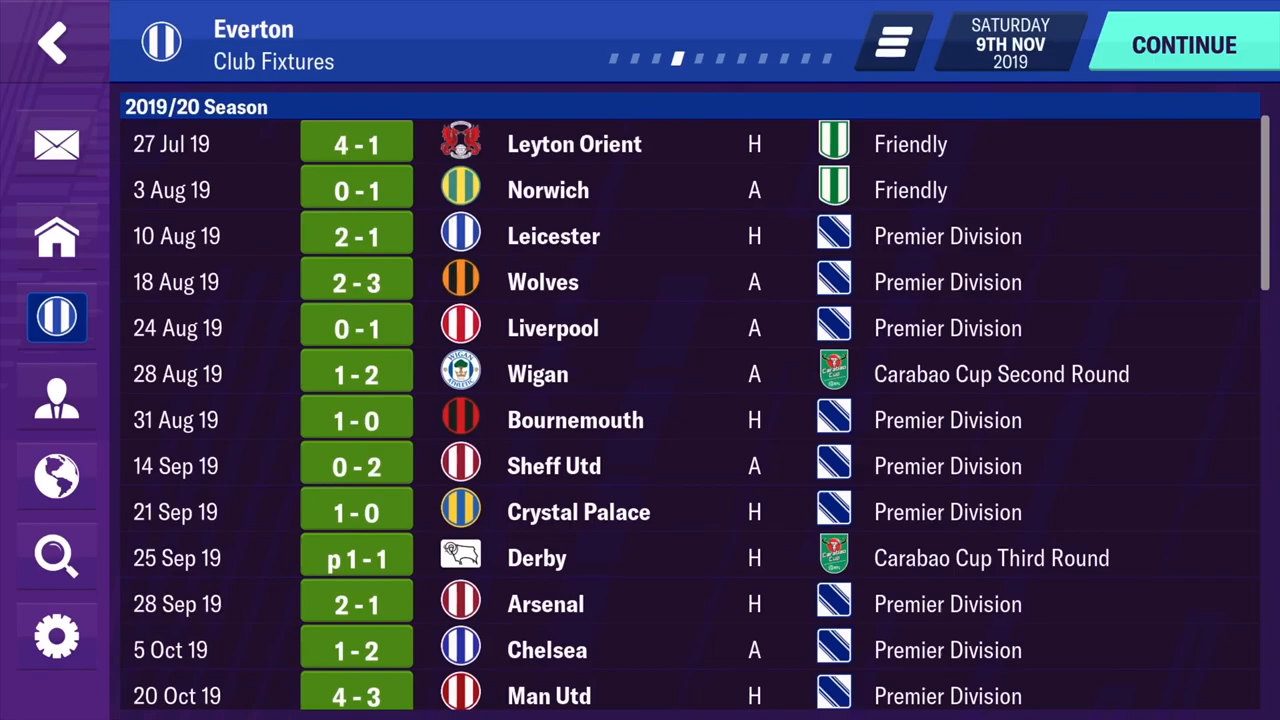 Everton
Club Fixtures
SATURDAY
9TH NOV
2019
CONTINUE
2019/20 Season
27 Jul 19 4 - 1 Leyton Orient H Friendly
3 Aug 19 0 - 1 Norwich A Friendly
10 Aug 19 2 - 1 Leicester H Premier Division
18 Aug 19 2 - 3 Wolves A Premier Division
24 Aug 19 0 - 1 Liverpool A Premier Division
28 Aug 19 1 - 2 WIGAN ATHLETIC Wigan A Carabao Cup Carabao Cup Second Round
31 Aug 19 1 - 0 Bournemouth H Premier Division
14 Sep 19 0 - 2 Sheff Utd A Premier Division
21 Sep 19 1 - 0 Crystal Palace H Premier Division
25 Sep 19 p 1 - 1 Derby H Carabao Cup Carabao Cup Third Round
28 Sep 19 2 - 1 Arsenal H Premier Division
5 Oct 19 1 - 2 Chelsea A Premier Division
20 Oct 19 4 - 3 Man Utd H Premier Division